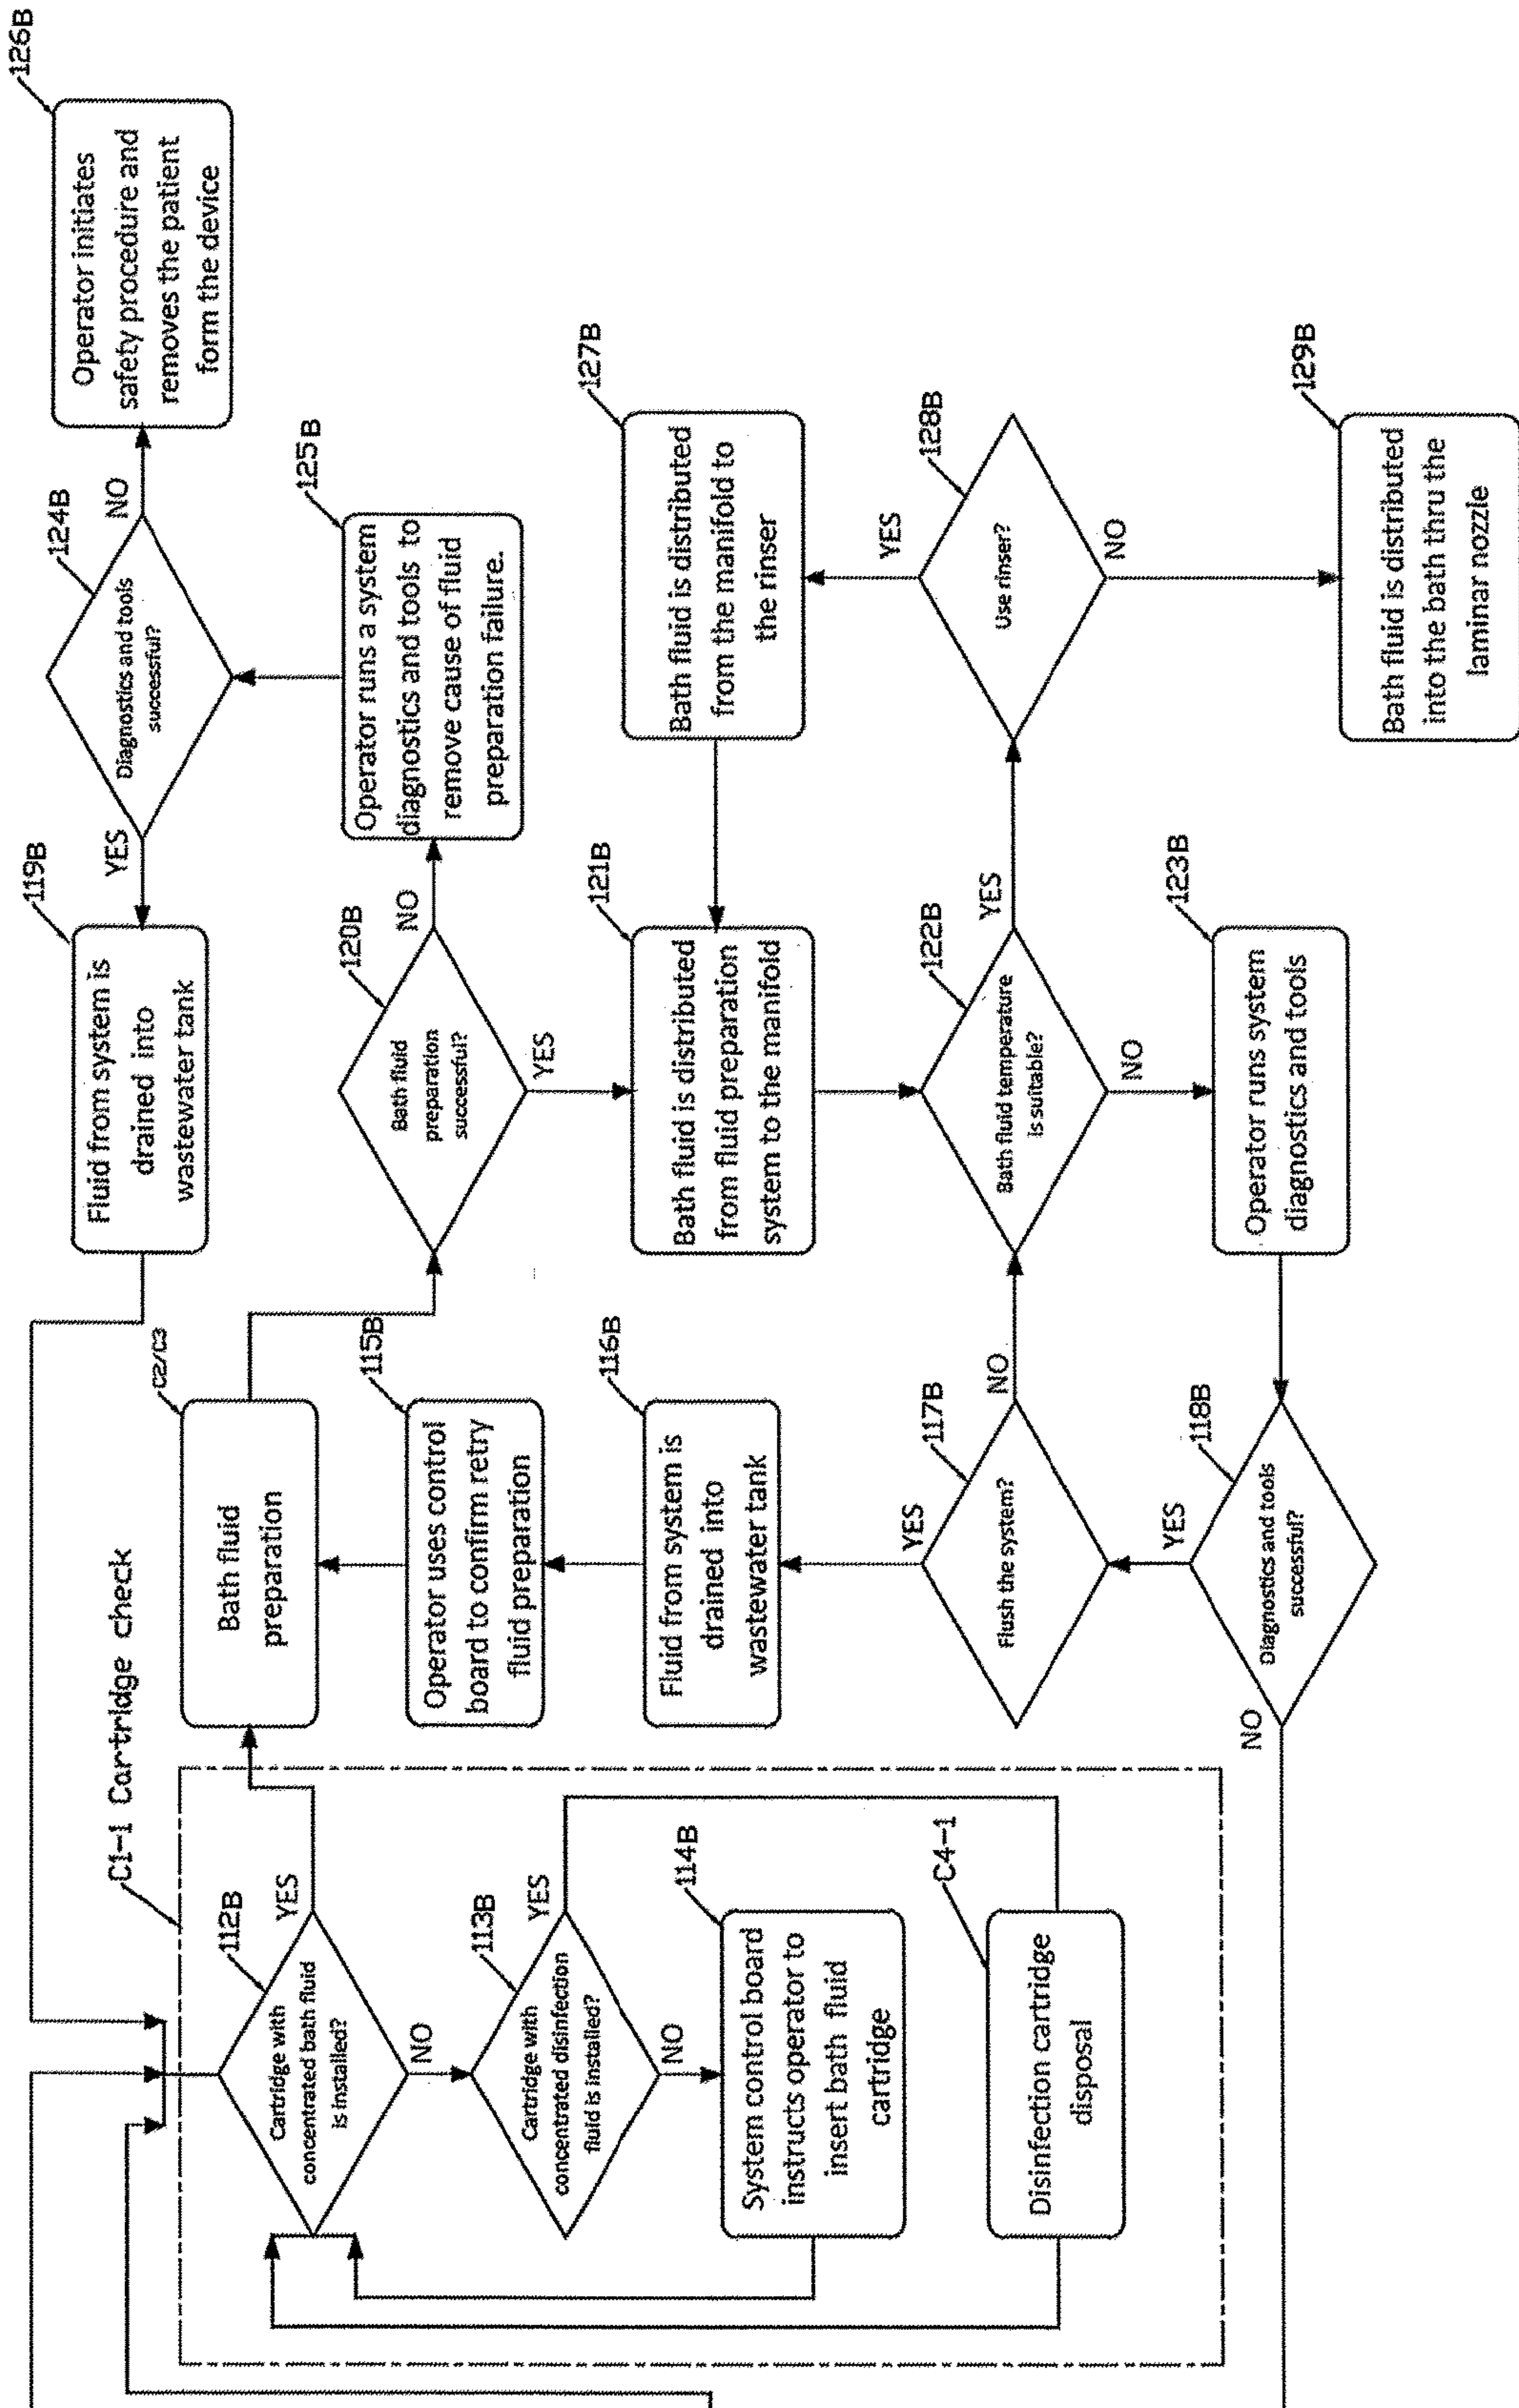 C1-1 Cartridge check
112B
Cartridge with
concentrated bath fluid
is installed?
YES
NO
113B
Cartridge with
concentrated disinfection
fluid is installed?
YES
NO
114B
System control board
instructs operator to
insert bath fluid
cartridge
C4-1
Disinfection cartridge
disposal
C2/C3
Bath fluid
preparation
115B
Operator uses control
board to confirm retry
fluid preparation
116B
Fluid from system is
drained into
wastewater tank
117B
Flush the system?
YES
NO
118B
Diagnostics and tools
successful?
YES
NO
119B
Fluid from system is
drained into
wastewater tank
120B
Bath fluid
preparation
successful?
NO
YES
121B
Bath fluid is distributed
from fluid preparation
system to the manifold
122B
Bath fluid temperature
is suitable?
YES
NO
123B
Operator runs system
diagnostics and tools
124B
Diagnostics and tools
successful?
YES
NO
125B
Operator runs a system
diagnostics and tools to
remove cause of fluid
preparation failure.
126B
Operator initiates
safety procedure and
removes the patient
form the device
127B
Bath fluid is distributed
from the manifold to
the rinser
128B
Use rinser?
YES
NO
129B
Bath fluid is distributed
into the bath thru the
laminar nozzle